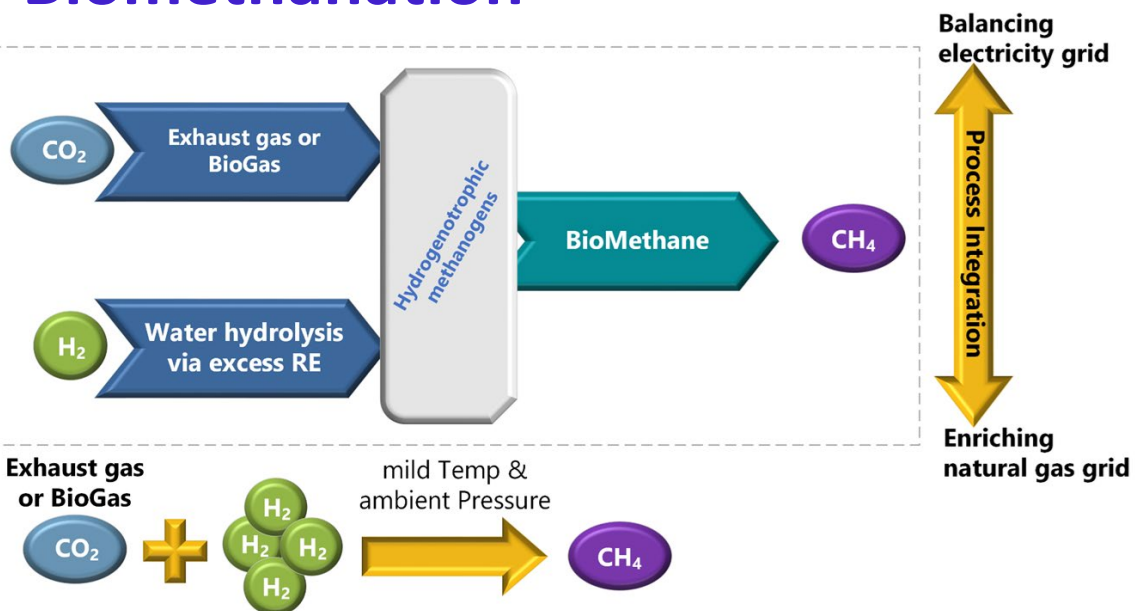 Biomethanation
Balancing
electricity grid
CO₂
Exhaust gas or
BioGas
Hydrogenotrophic
methanogens
BioMethane
CH₄
Process Integration
H₂
Water hydrolysis
via excess RE
Enriching
natural gas grid
Exhaust gas
or BioGas
mild Temp &
ambient Pressure
CO₂
H₂
H₂
H₂
H₂
CH₄